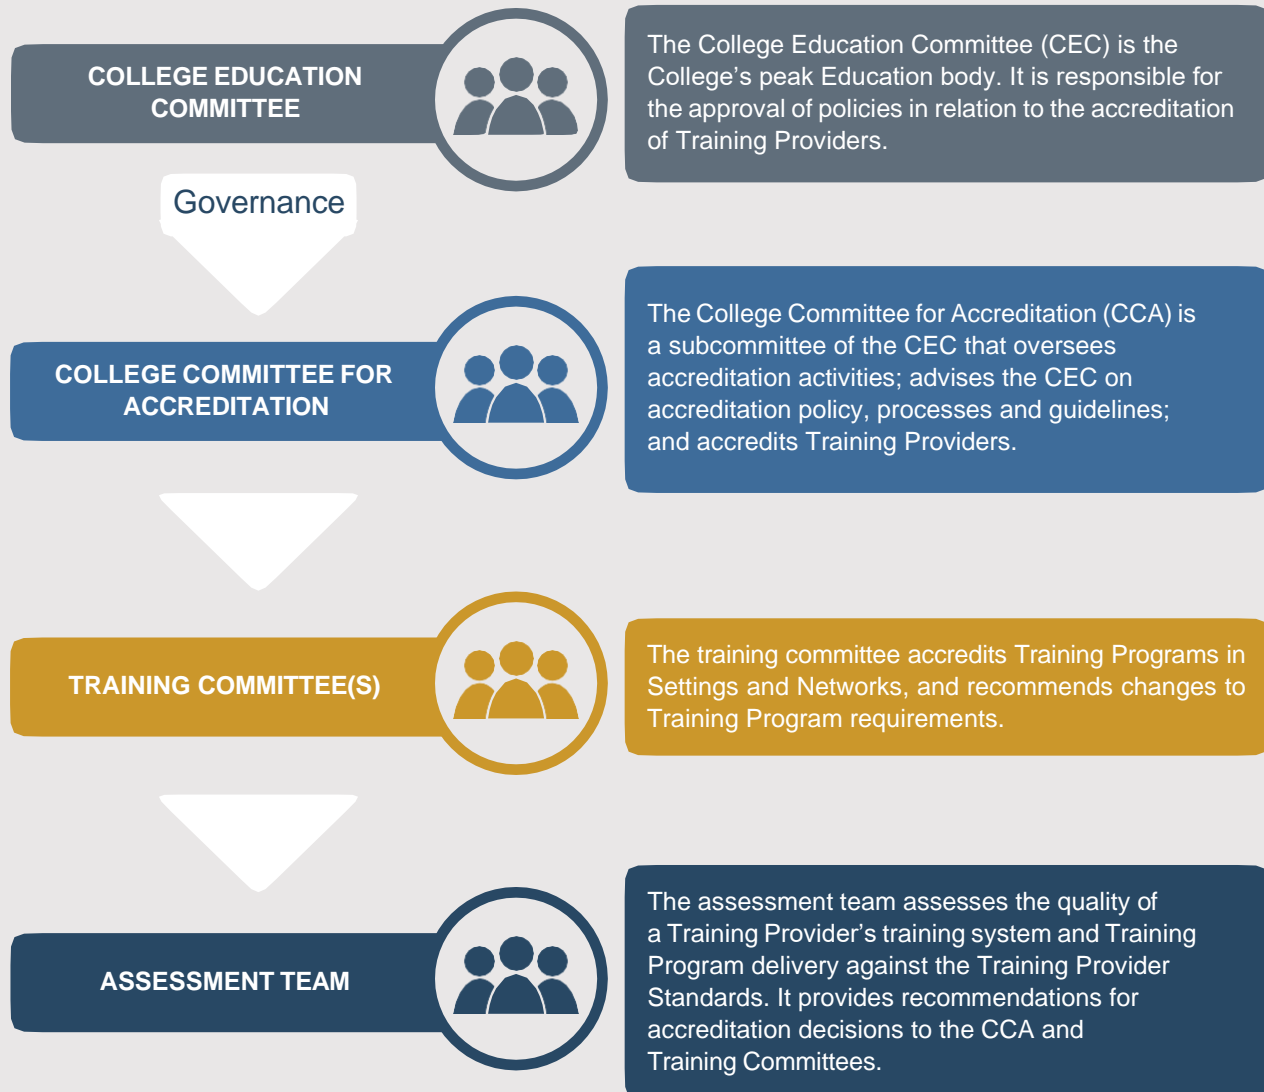 COLLEGE EDUCATION
COMMITTEE
The College Education Committee (CEC) is the
College’s peak Education body. It is responsible for
the approval of policies in relation to the accreditation
of Training Providers.
Governance
COLLEGE COMMITTEE FOR
ACCREDITATION
The College Committee for Accreditation (CCA) is
a subcommittee of the CEC that oversees
accreditation activities; advises the CEC on
accreditation policy, processes and guidelines;
and accredits Training Providers.
TRAINING COMMITTEE(S)
The training committee accredits Training Programs in
Settings and Networks, and recommends changes to
Training Program requirements.
ASSESSMENT TEAM
The assessment team assesses the quality of
a Training Provider’s training system and Training
Program delivery against the Training Provider
Standards. It provides recommendations for
accreditation decisions to the CCA and
Training Committees.